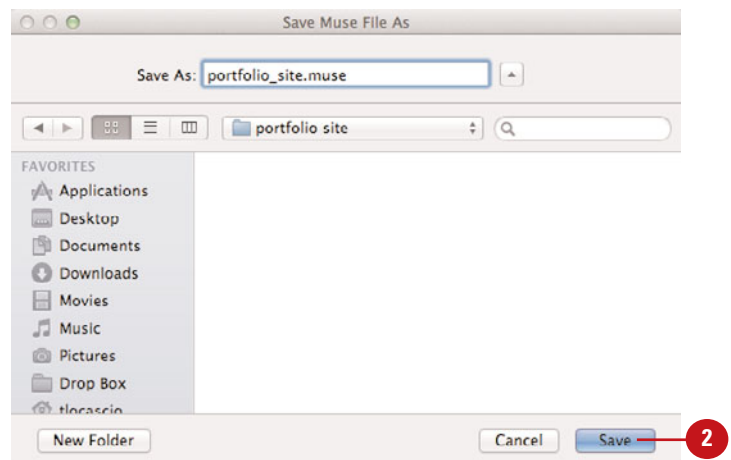 Save Muse File As
Save As: portfolio_site.muse
portfolio site
FAVORITES
Applications
Desktop
Documents
Downloads
Movies
Music
Pictures
Drop Box
tlocascio
New Folder Cancel Save 2